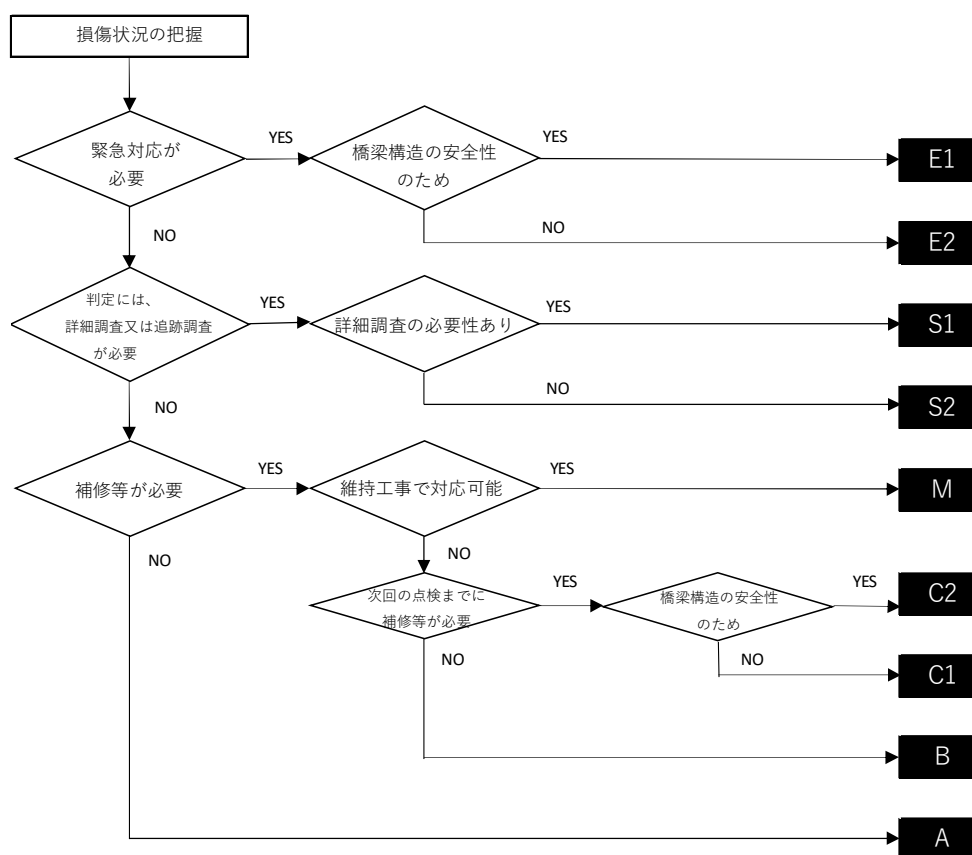 損傷状況の把握
緊急対応が
必要
YES
橋梁構造の安全性
のため
YES
E1
NO
NO
E2
判定には、
詳細調査又は追跡調査
が必要
YES
詳細調査の必要性あり
YES
S1
NO
NO
S2
補修等が必要
YES
維持工事で対応可能
YES
M
NO
NO
次回の点検までに
補修等が必要
YES
橋梁構造の安全性
のため
YES
C2
NO
NO
C1
B
A